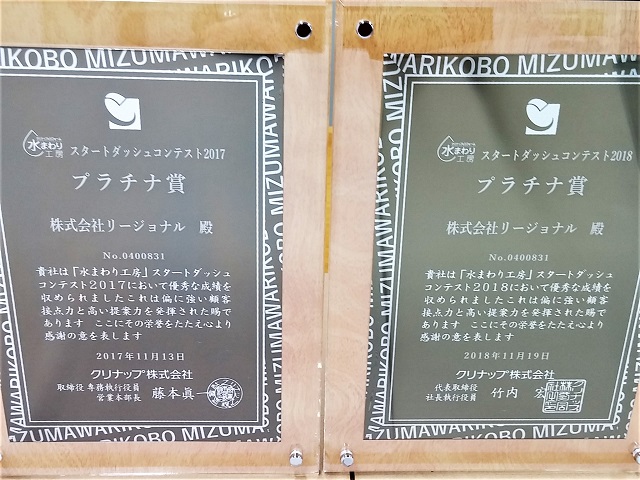 水まわり工房
スタートダッシュコンテスト2017
プラチナ賞
株式会社リージョナル 殿
No.0400831
貴社は「水まわり工房」スタートダッシュ
コンテスト2017において優秀な成績を
収められましたこれは偏に強い顧客
接点力と高い提案力を発揮された賜で
あります ここにその栄誉をたたえ心より
感謝の意を表します
2017年11月13日
クリナップ株式会社
取締役 専務執行役員
営業本部長 藤本眞一
IKOBO MIZUMAWARIKOBO
ZUMAWARIKOBO MIZUMA
水まわり工房
スタートダッシュコンテスト2018
プラチナ賞
株式会社リージョナル 殿
No.0400831
貴社は「水まわり工房」スタートダッシュ
コンテスト2018において優秀な成績を
収められましたこれは偏に強い顧客
接点力と高い提案力を発揮された賜で
あります ここにその栄誉をたたえ心より
感謝の意を表します
2018年11月19日
クリナップ株式会社
代表取締役
社長執行役員 竹内 宏
WARIKOBO MIZUMAWAR
MIZUMAWARIKOBO MIZUM